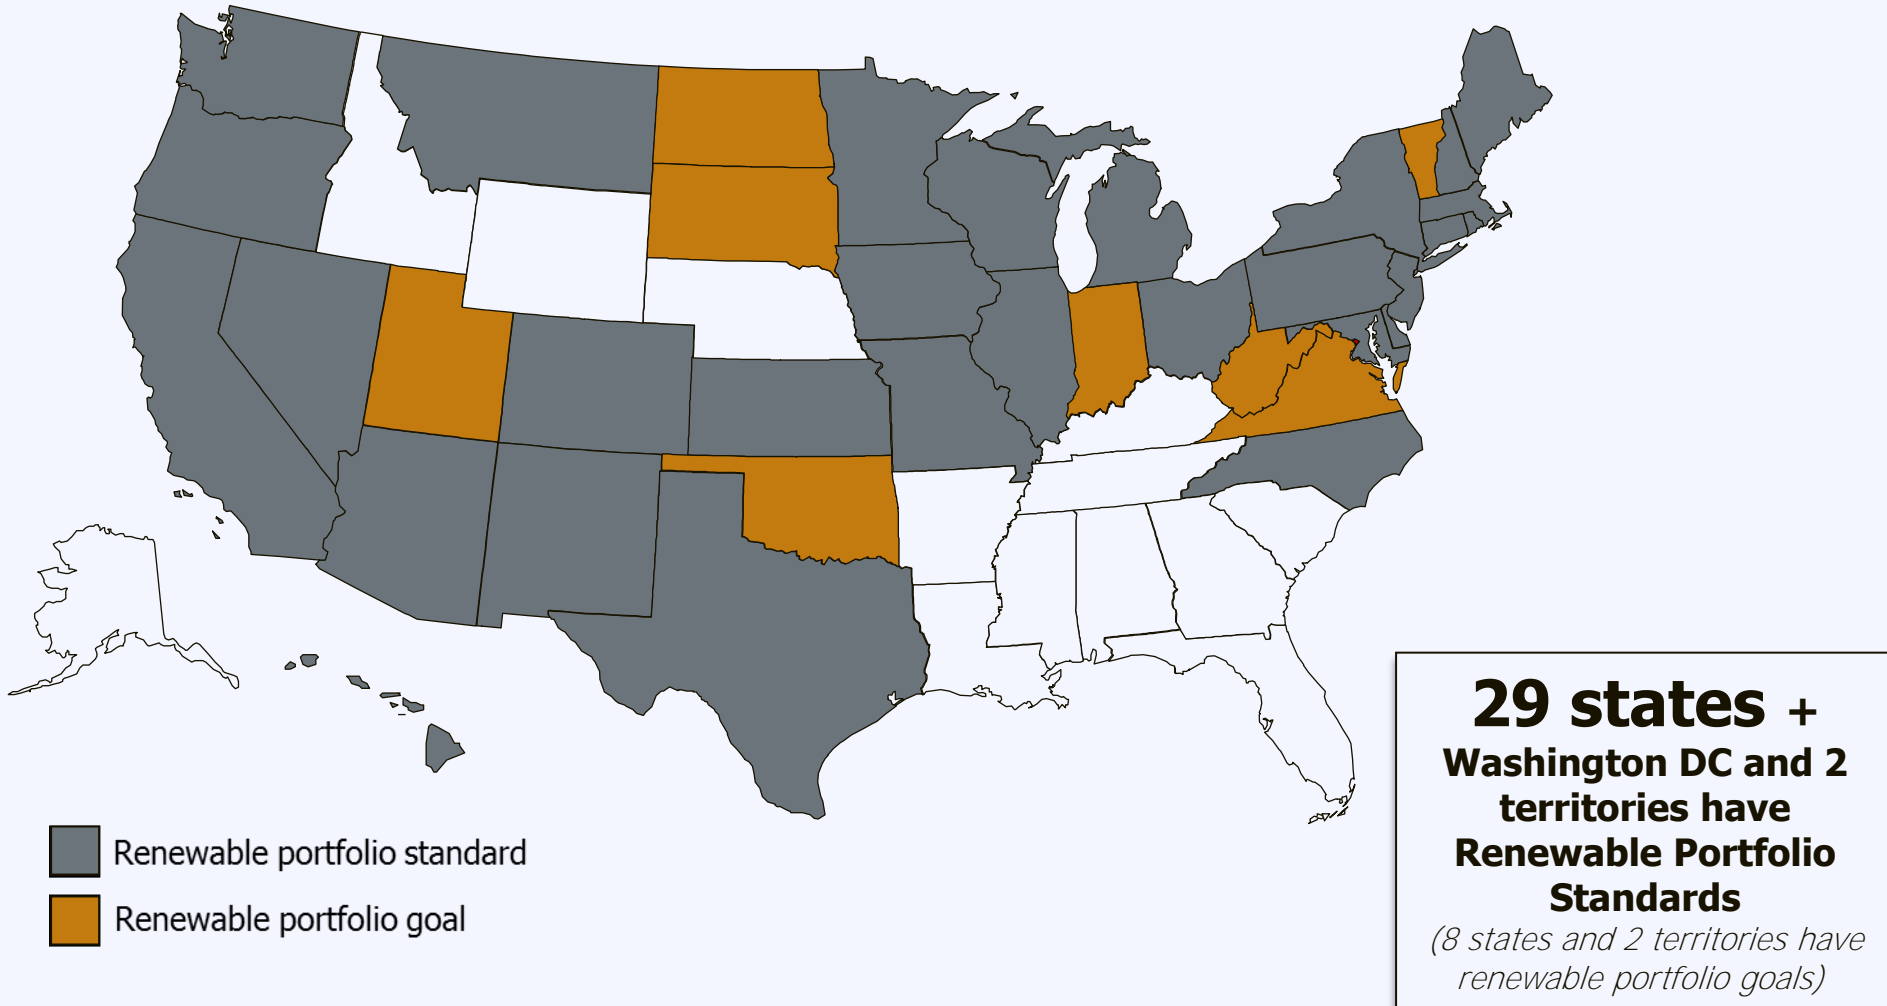 Renewable portfolio standard
Renewable portfolio goal
29 states +
Washington DC and 2
territories have
Renewable Portfolio
Standards
(8 states and 2 territories have
renewable portfolio goals)